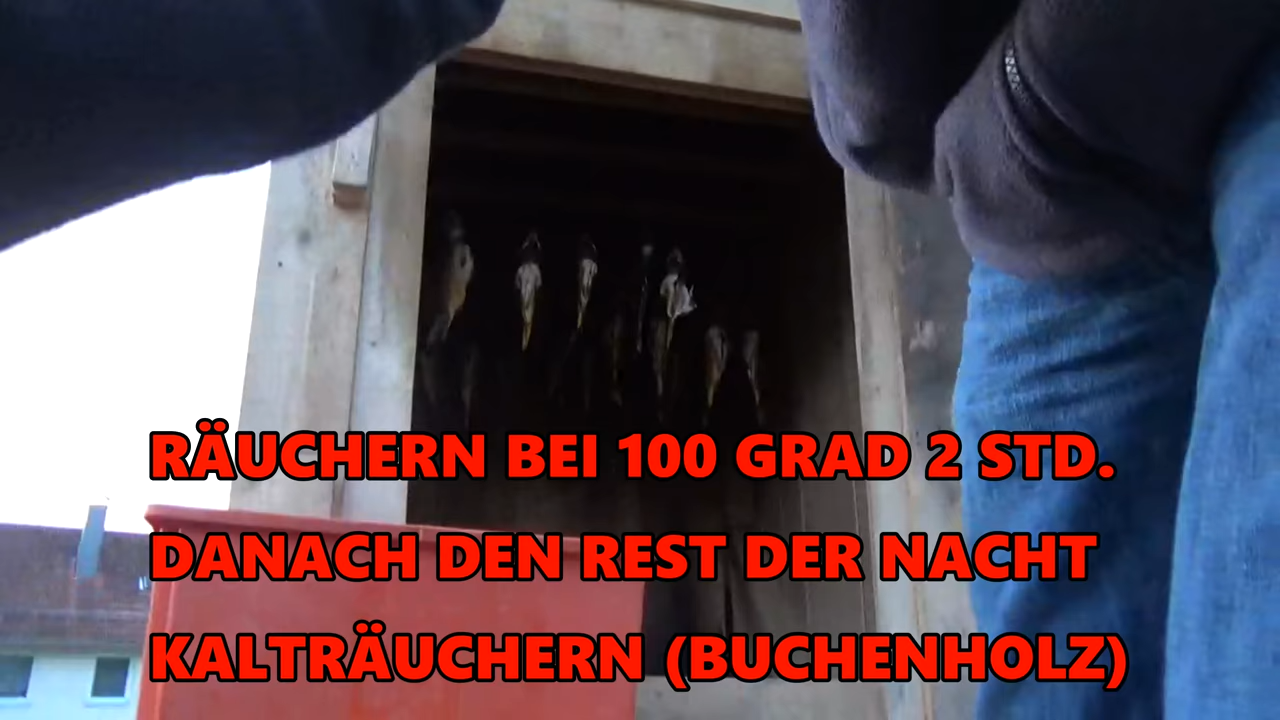 RÄUCHERN BEI 100 GRAD 2 STD.
DANACH DEN REST DER NACHT
KALTRÄUCHERN (BUCHENHOLZ)